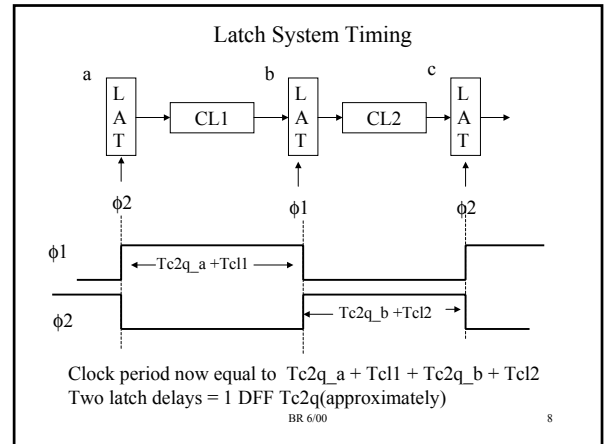 Latch System Timing
a
b
c
L
A
T
CL1
L
A
T
CL2
L
A
T
ϕ2
ϕ1
ϕ2
ϕ1
Tc2q_a +Tcl1
ϕ2
Tc2q_b +Tcl2
Clock period now equal to Tc2q_a + Tcl1 + Tc2q_b + Tcl2
Two latch delays = 1 DFF Tc2q(approximately)
BR 6/00
8